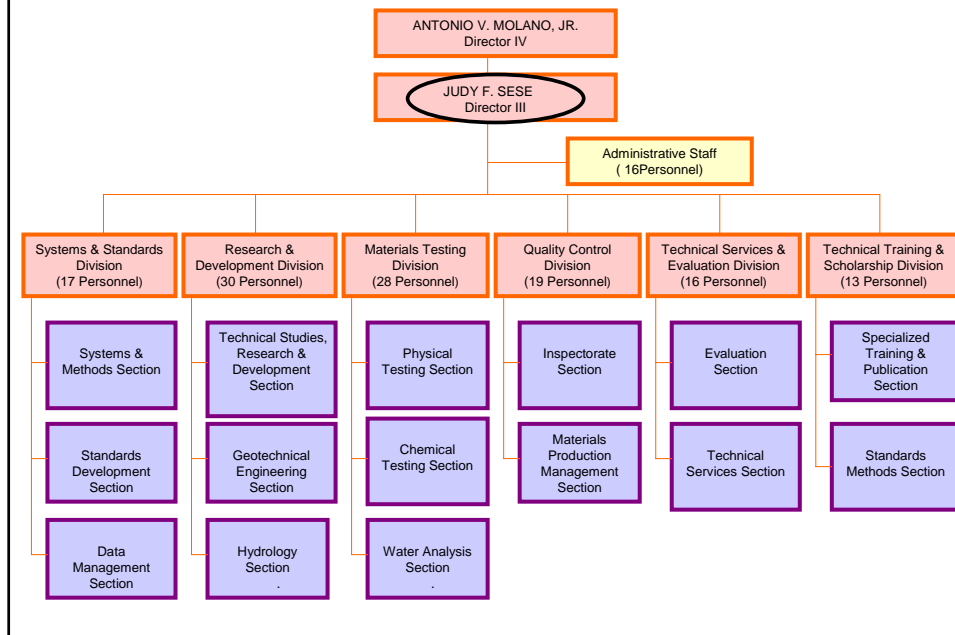 ANTONIO V. MOLANO, JR.
Director IV
JUDY F. SESE
Director III
Administrative Staff
( 16Personnel)
Systems & Standards
Division
(17 Personnel)
Research &
Development Division
(30 Personnel)
Materials Testing
Division
(28 Personnel)
Quality Control
Division
(19 Personnel)
Technical Services &
Evaluation Division
(16 Personnel)
Technical Training &
Scholarship Division
(13 Personnel)
Systems &
Methods Section
Technical Studies,
Research &
Development
Section
Physical
Testing Section
Inspectorate
Section
Evaluation
Section
Specialized
Training &
Publication
Section
Standards
Development
Section
Geotechnical
Engineering
Section
Chemical
Testing Section
Materials
Production
Management
Section
Technical
Services Section
Standards
Methods Section
Data
Management
Section
Hydrology
Section
.
Water Analysis
Section
.